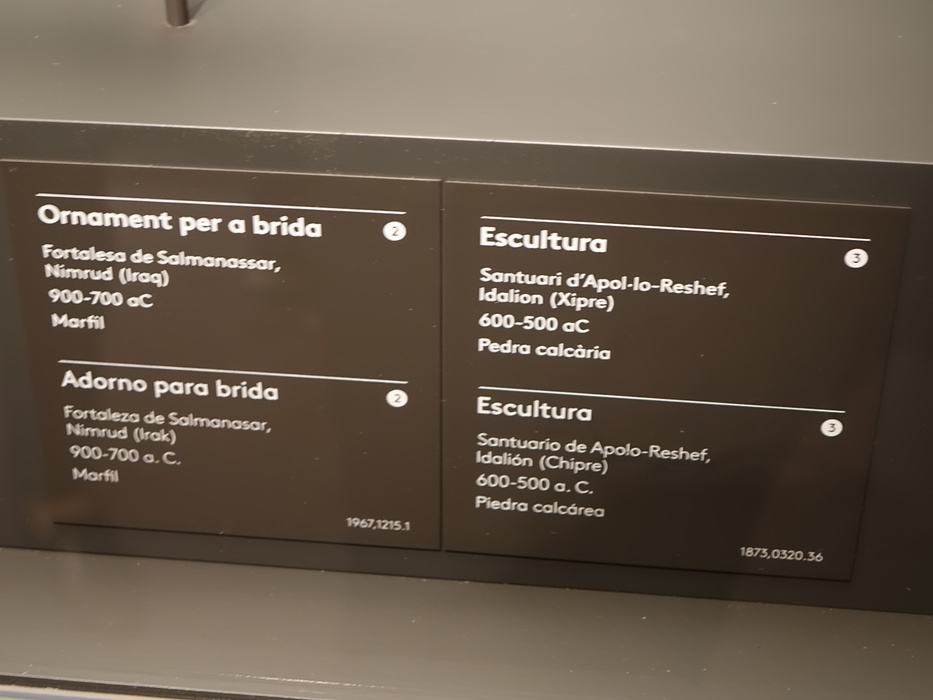 Ornament per a brida
2
Fortalesa de Salmanassar,
Nimrud (Iraq)
900-700 aC
Marfil
Adorno para brida
2
Fortaleza de Salmanasar,
Nimrud (Irak)
900-700 a. C.
Marfil
1967,1215.1
Escultura
3
Santuari d'Apol·lo-Reshef,
Idalion (Xipre)
600-500 aC
Pedra calcària
Escultura
3
Santuario de Apolo-Reshef,
Idalión (Chipre)
600-500 a. C.
Piedra calcárea
1873,0320.36